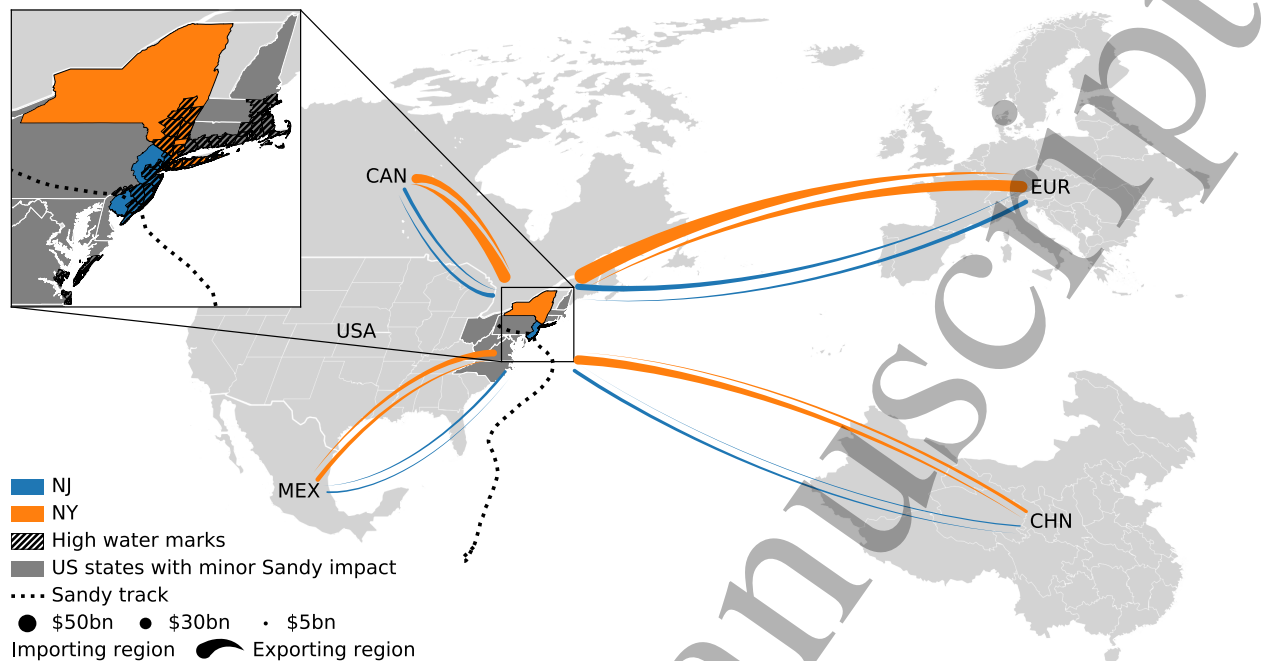 CAN
EUR
USA
MEX
CHN
NJ
NY
High water marks
US states with minor Sandy impact
Sandy track
$50bn $30bn $5bn
Importing region Exporting region
nuscript